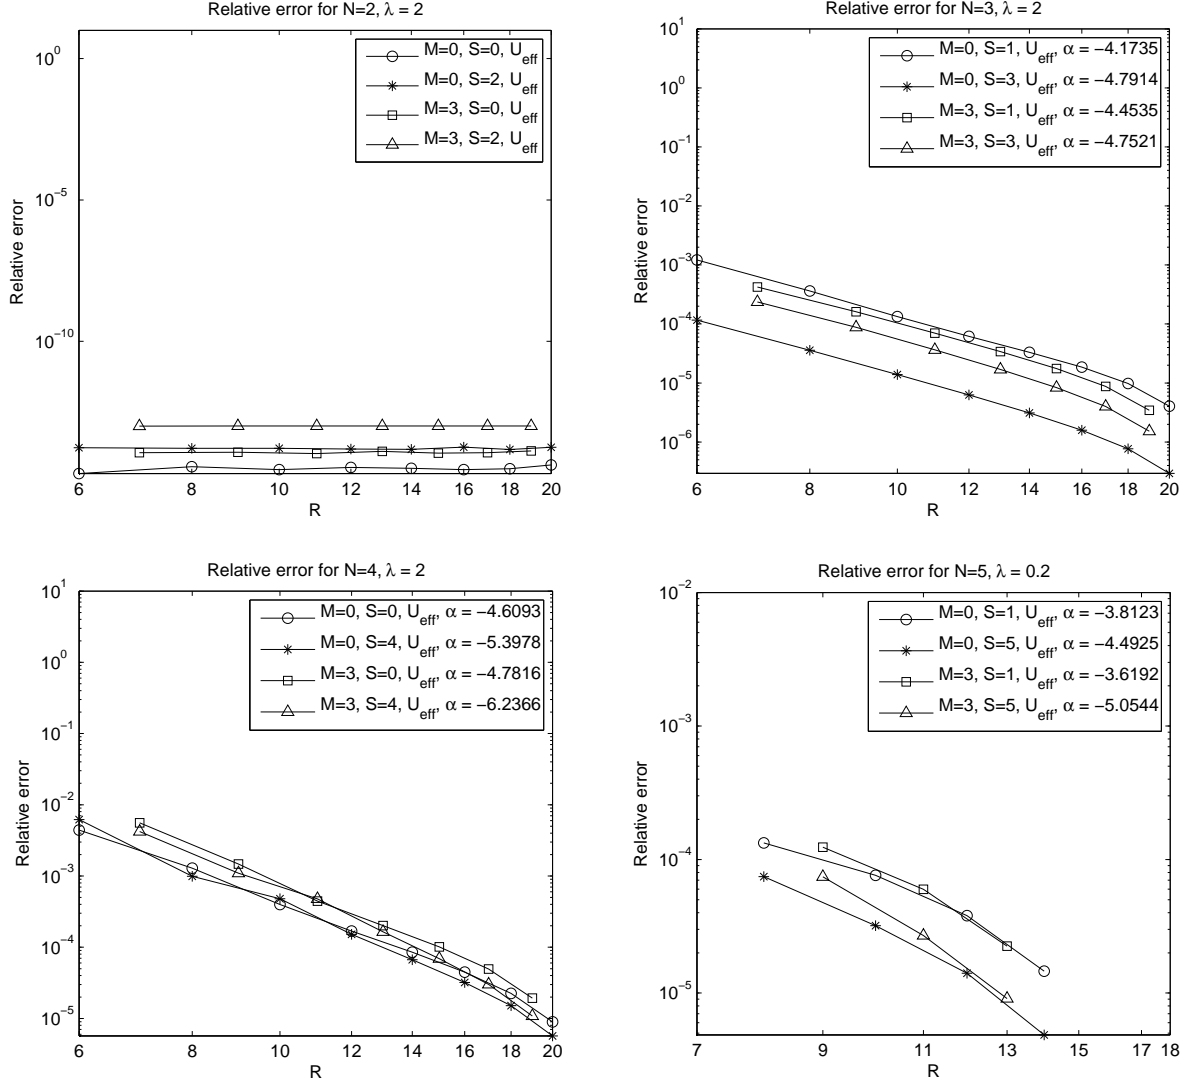 Relative error for N=2, λ = 2
10^0
10^-5
10^-10
Relative error
6 8 10 12 14 16 18 20
R
M=0, S=0, U_eff
M=0, S=2, U_eff
M=3, S=0, U_eff
M=3, S=2, U_eff
Relative error for N=3, λ = 2
10^1
10^0
10^-1
10^-2
10^-3
10^-4
10^-5
10^-6
Relative error
6 8 10 12 14 16 18 20
R
M=0, S=1, U_eff, α = −4.1735
M=0, S=3, U_eff, α = −4.7914
M=3, S=1, U_eff, α = −4.4535
M=3, S=3, U_eff, α = −4.7521
Relative error for N=4, λ = 2
10^1
10^0
10^-1
10^-2
10^-3
10^-4
10^-5
Relative error
6 8 10 12 14 16 18 20
R
M=0, S=0, U_eff, α = −4.6093
M=0, S=4, U_eff, α = −5.3978
M=3, S=0, U_eff, α = −4.7816
M=3, S=4, U_eff, α = −6.2366
Relative error for N=5, λ = 0.2
10^-2
10^-3
10^-4
10^-5
Relative error
7 9 11 13 15 17 18
R
M=0, S=1, U_eff, α = −3.8123
M=0, S=5, U_eff, α = −4.4925
M=3, S=1, U_eff, α = −3.6192
M=3, S=5, U_eff, α = −5.0544